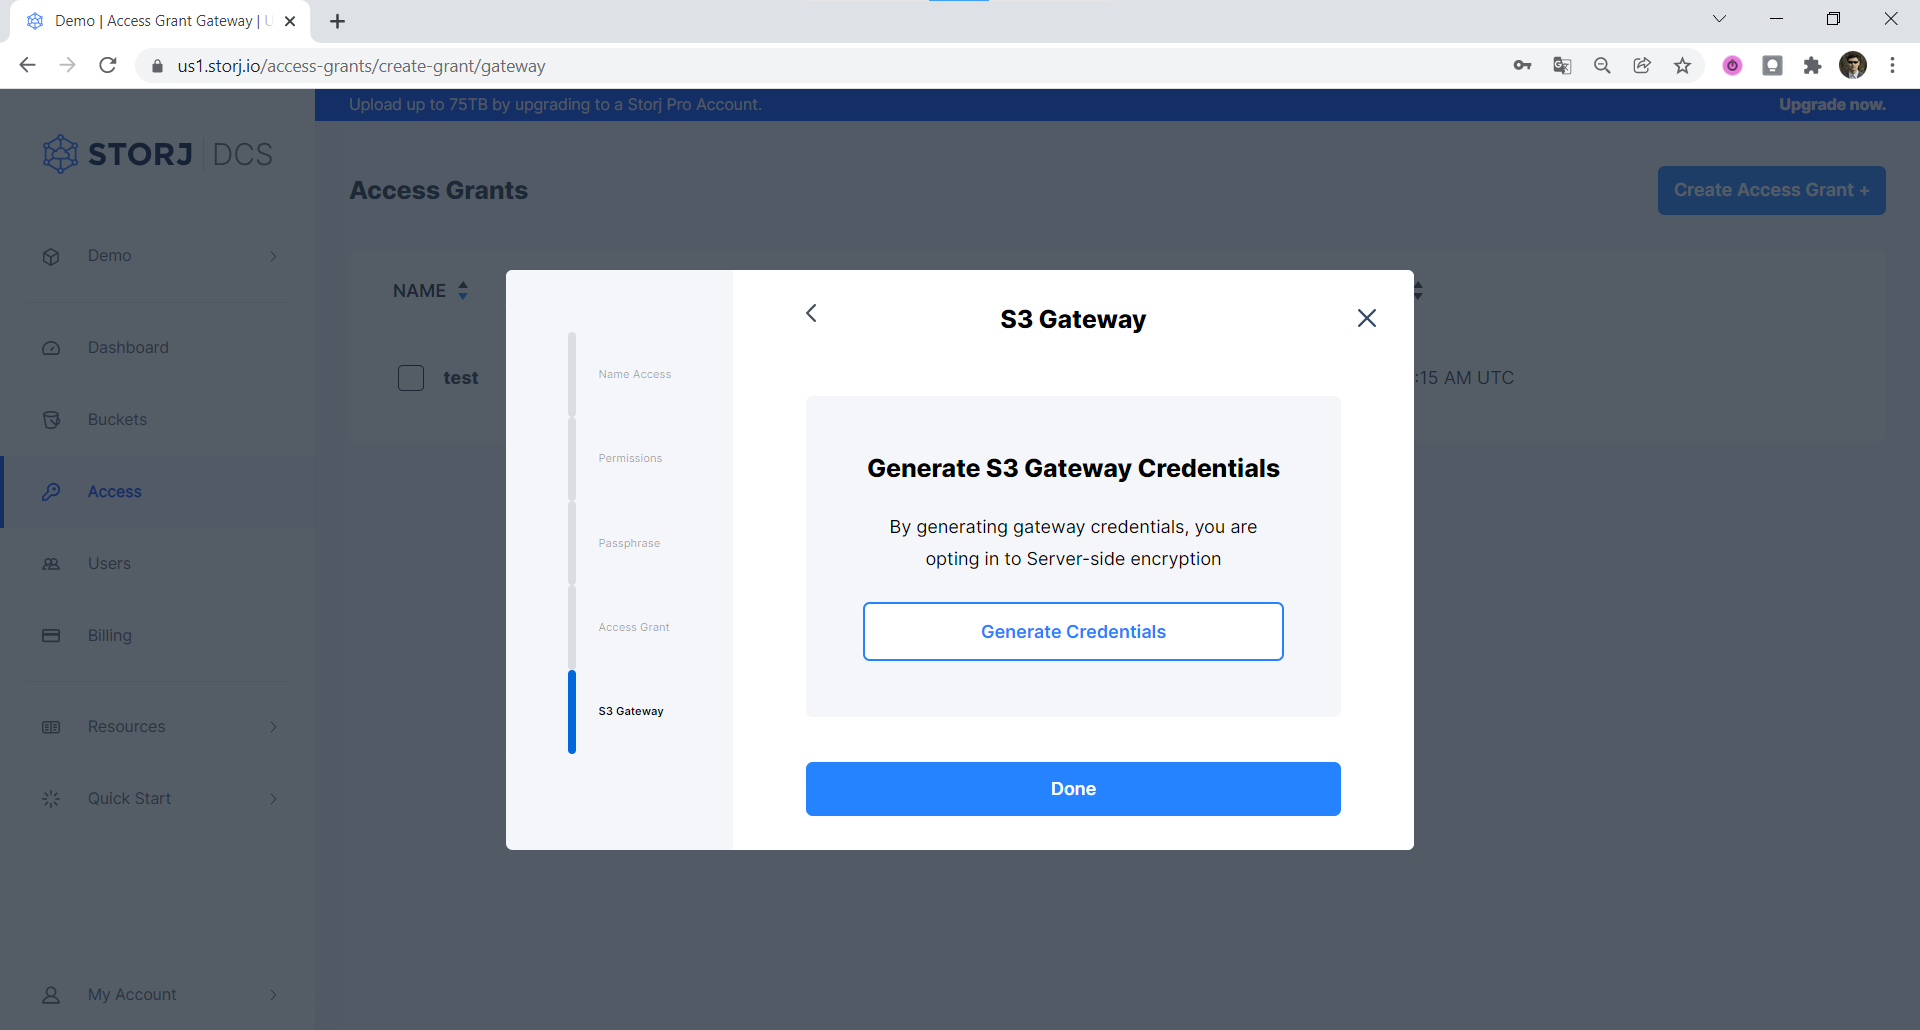 Demo | Access Grant Gateway | U
us1.storj.io/access-grants/create-grant/gateway
Upload up to 75TB by upgrading to a Storj Pro Account.
Upgrade now.
STORJ DCS
Access Grants
Create Access Grant +
Demo
NAME
Dashboard
test
:15 AM UTC
Buckets
Access
Users
Billing
Resources
Quick Start
My Account
Name Access
Permissions
Passphrase
Access Grant
S3 Gateway
S3 Gateway
Generate S3 Gateway Credentials
By generating gateway credentials, you are
opting in to Server-side encryption
Generate Credentials
Done